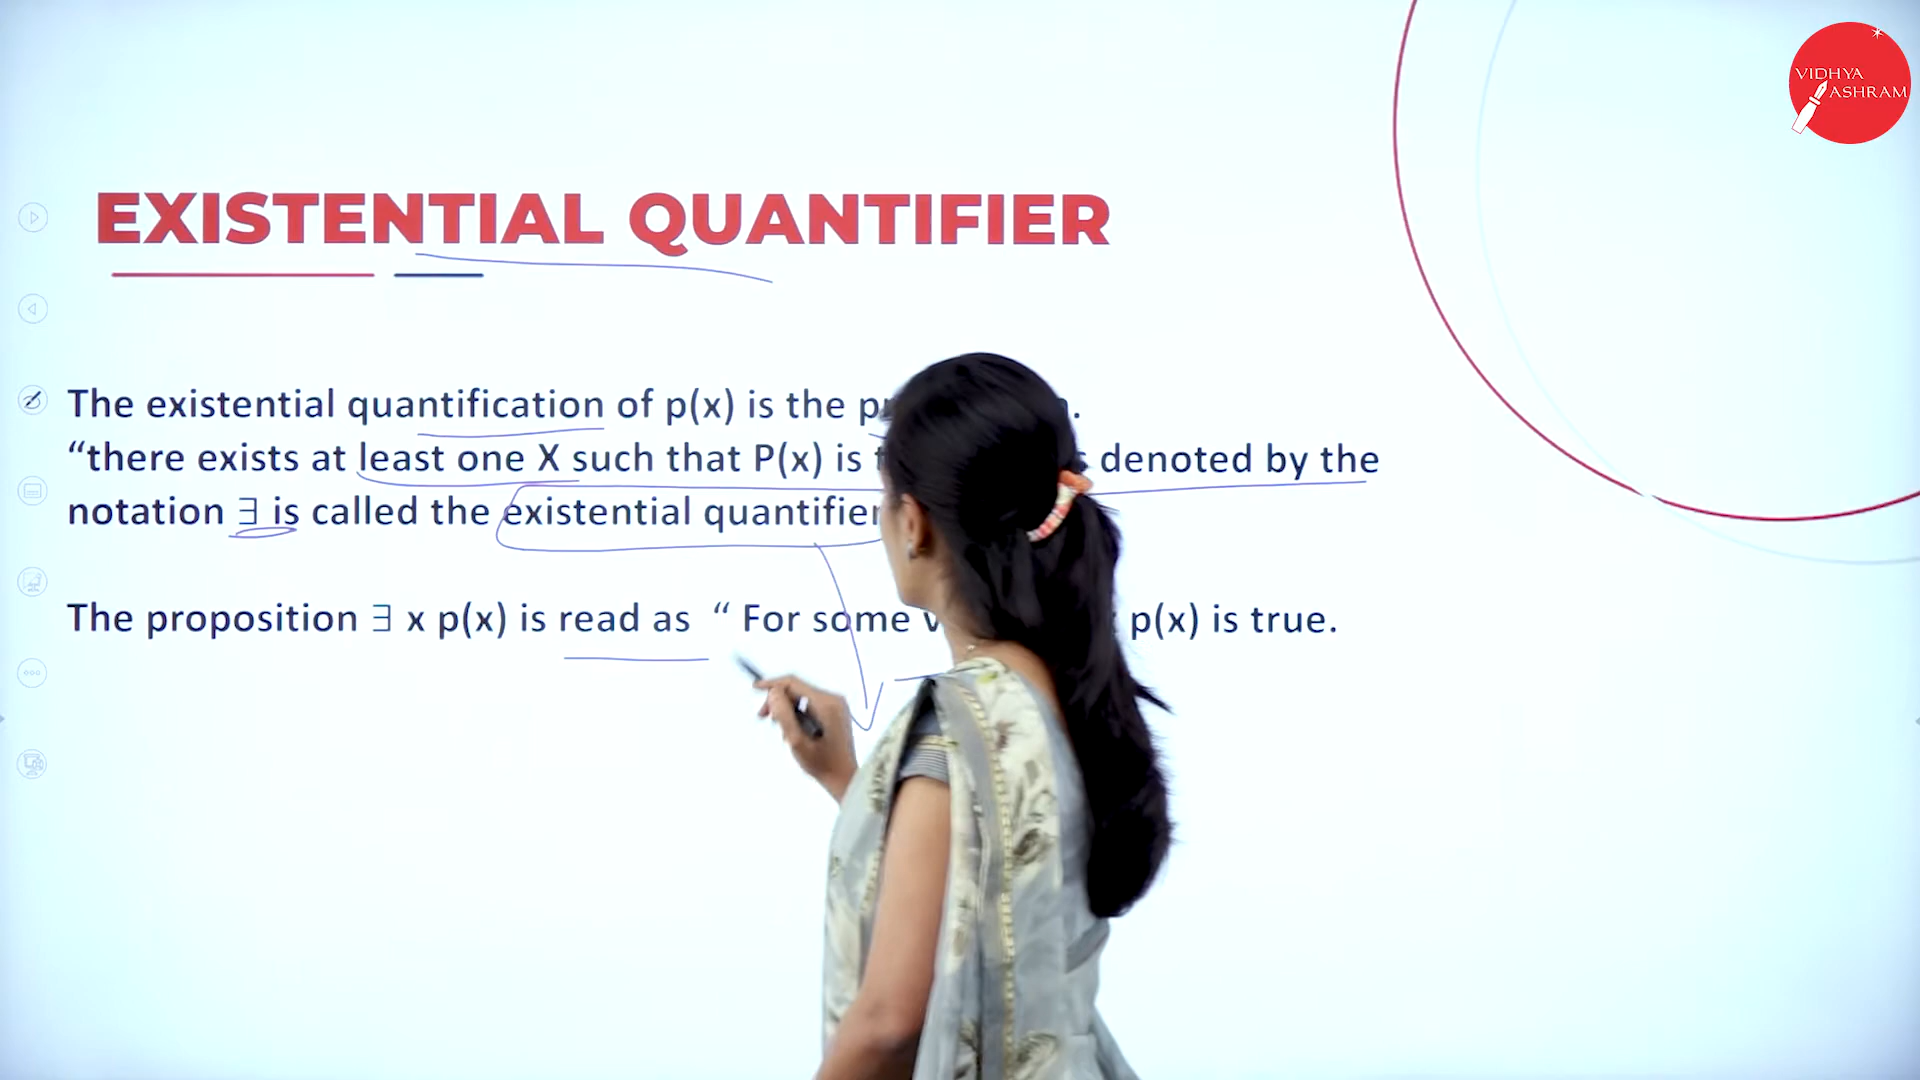 VIDHYA
ASHRAM
EXISTENTIAL QUANTIFIER
The existential quantification of p(x) is the
“there exists at least one X such that P(x) is denoted by the
notation ∃ is called the existential quantifier
The proposition ∃ x p(x) is read as “ For some p(x) is true.